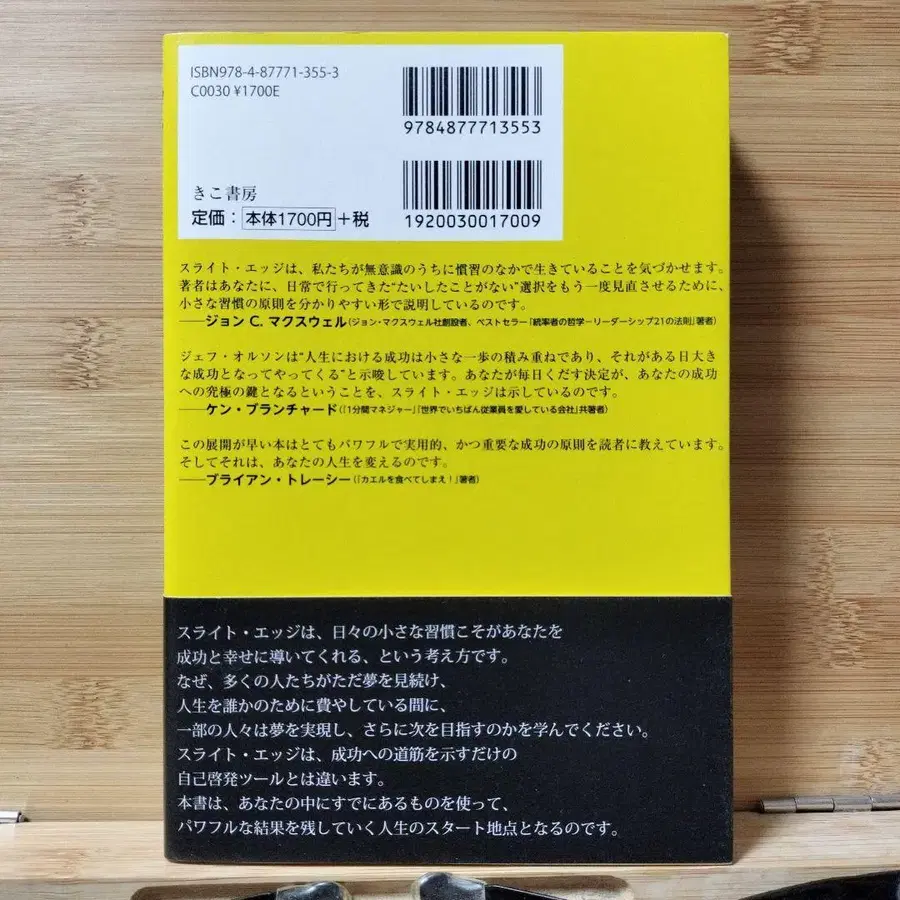 ISBN978-4-87771-355-3
C0030 ¥1700E
9784877713553
きこ書房
定価：本体1700円+税
1920030017009
スライト・エッジは、私たちが無意識のうちに慣習のなかで生きていることを気づかせます。
著者はあなたに、日常で行ってきた“たいしたことがない”選択をもう一度見直させるために、
小さな習慣の原則を分かりやすい形で説明しているのです。
――ジョン C. マクスウェル(ジョン・マクスウェル社創設者、ベストセラー「統率者の哲学−リーダーシップ21の法則」著者)
ジェフ・オルソンは“人生における成功は小さな一歩の積み重ねであり、それがある日大き
な成功となってやってくる”と示唆しています。あなたが毎日くだす決定が、あなたの成功
への究極の鍵となるということを、スライト・エッジは示しているのです。
――ケン・ブランチャード(「1分間マネジャー」「世界でいちばん従業員を愛している会社」共著者)
この展開が早い本はとてもパワフルで実用的、かつ重要な成功の原則を読者に教えています。
そしてそれは、あなたの人生を変えるのです。
――ブライアン・トレーシー(「カエルを食べてしまえ！」著者)
スライト・エッジは、日々の小さな習慣こそがあなたを
成功と幸せに導いてくれる、という考え方です。
なぜ、多くの人たちがただ夢を見続け、
人生を誰かのために費やしている間に、
一部の人々は夢を実現し、さらに次を目指すのかを学んでください。
スライト・エッジは、成功への道筋を示すだけの
自己啓発ツールとは違います。
本書は、あなたの中にすでにあるものを使って、
パワフルな結果を残していく人生のスタート地点となるのです。